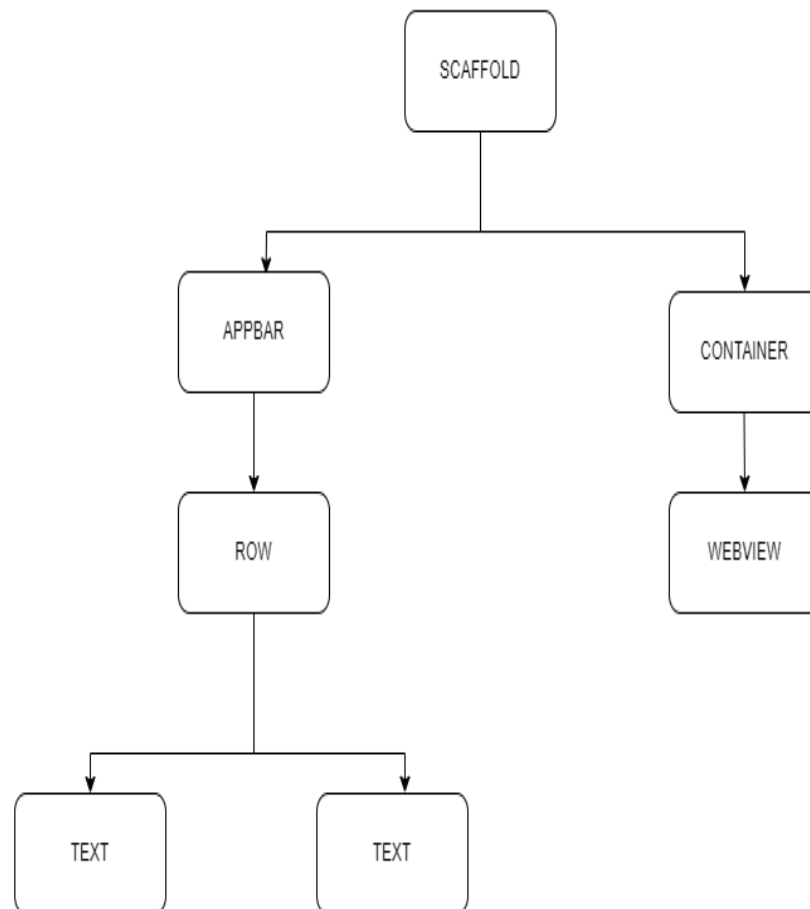 SCAFFOLD
APPBAR
CONTAINER
ROW
WEBVIEW
TEXT
TEXT